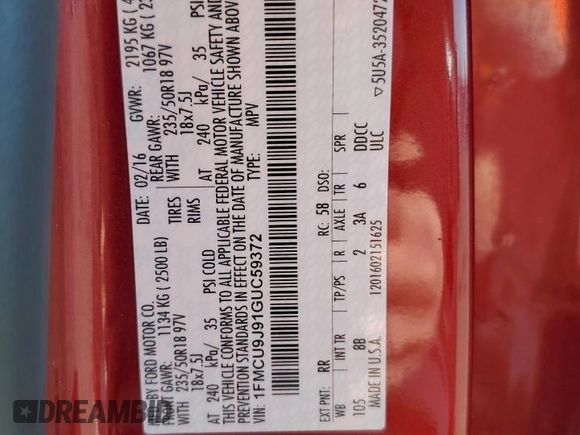 MFD BY FORD MOTOR CO.
DATE: 02/16 GVWR: 2195 KG (4
FRONT GAWR: 1134 KG (2500 LB) REAR GAWR: 1067 KG (23
WITH 235/50R18 97V TIRES WITH 235/50R18 97V
18x7.5J RIMS 18x7.5J
AT 240 kPa/ 35 PSI COLD AT 240 kPa/ 35 PSI
THIS VEHICLE CONFORMS TO ALL APPLICABLE FEDERAL MOTOR VEHICLE SAFETY AND
PREVENTION STANDARDS IN EFFECT ON THE DATE OF MANUFACTURE SHOWN ABOV
VIN: 1FMCU9J91GUC59372 TYPE: MPV
EXT PNT: RR RC: 58 DSO:
WB INT TR TP/PS R AXLE TR SPR
105 8B 2 3A 6 DDCC
MADE IN U.S.A. 1201602151625 ULC
5U5A-3520472
DREAMBID